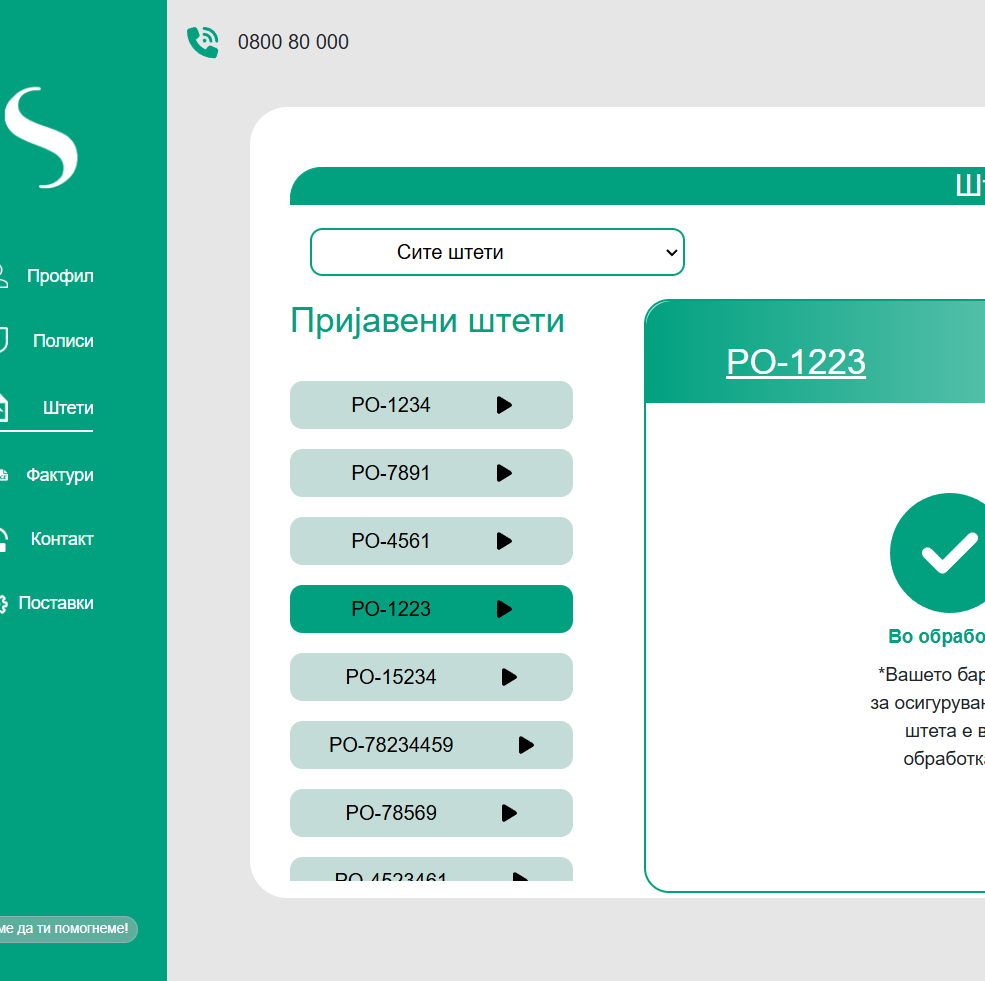 0800 80 000
Профил
Полиси
Штети
Фактури
Контакт
Поставки
ме да ти помогнеме!
Шт
Сите штети
Пријавени штети
PO-1234
PO-7891
PO-4561
PO-1223
PO-15234
PO-78234459
PO-78569
PO-4523461
PO-1223
Во обрабо
*Вашето бар
за осигуруван
штета е в
обработка